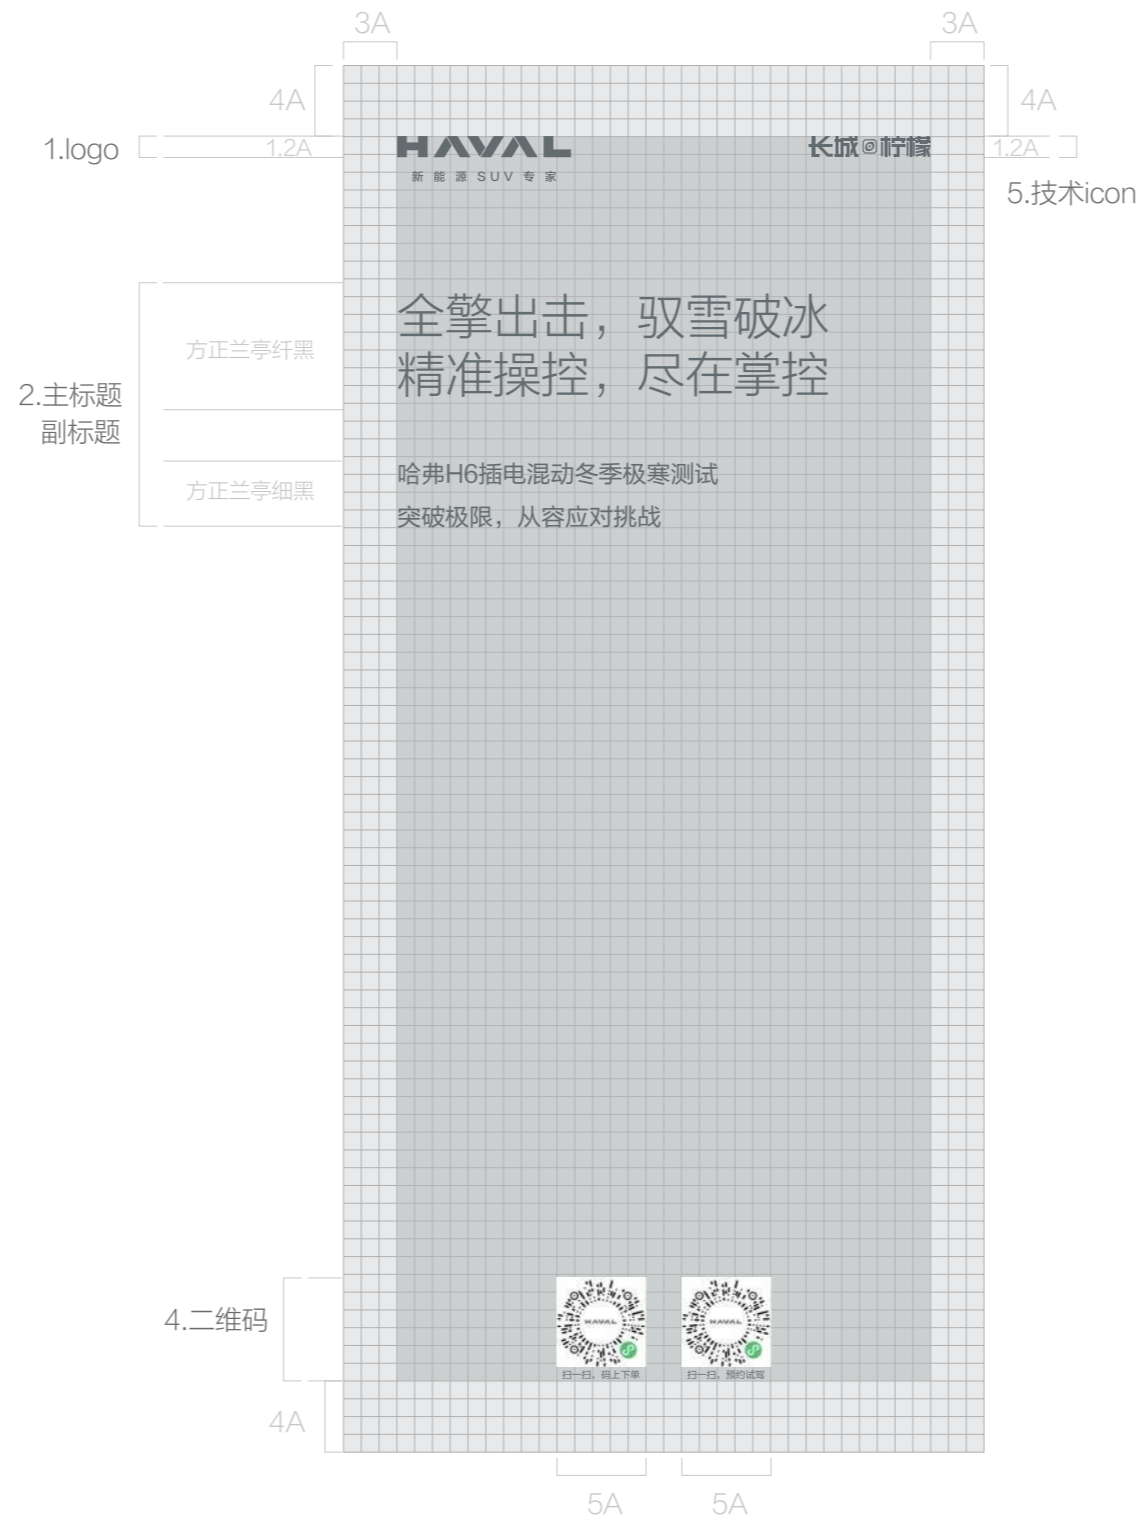 3A
3A
4A
4A
1.logo
1.2A
HAVAL
长城 柠檬
1.2A
新能源SUV专家
5.技术icon
全擎出击，驭雪破冰
方正兰亭纤黑
精准操控，尽在掌控
2.主标题
副标题
哈弗H6插电混动冬季极寒测试
方正兰亭细黑
突破极限，从容应对挑战
4.二维码
HAVAL
HAVAL
扫一扫，码上下单
扫一扫，预约试驾
4A
5A
5A